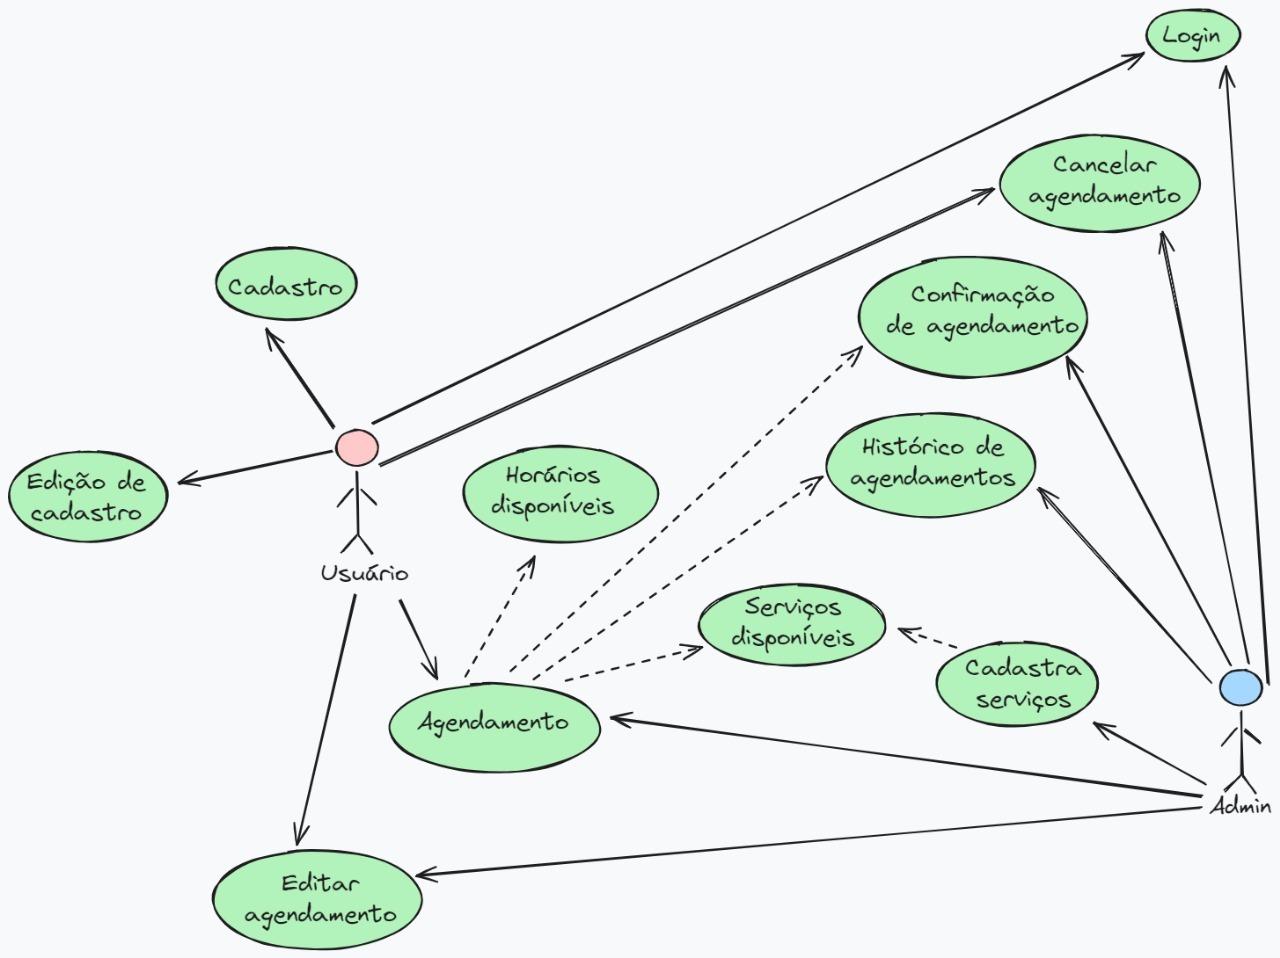 Login
Cancelar
agendamento
Cadastro
Confirmação
de agendamento
Edição de
cadastro
Horários
disponíveis
Histórico de
agendamentos
Usuário
Serviços
disponíveis
Cadastra
serviços
Agendamento
Admin
Editar
agendamento